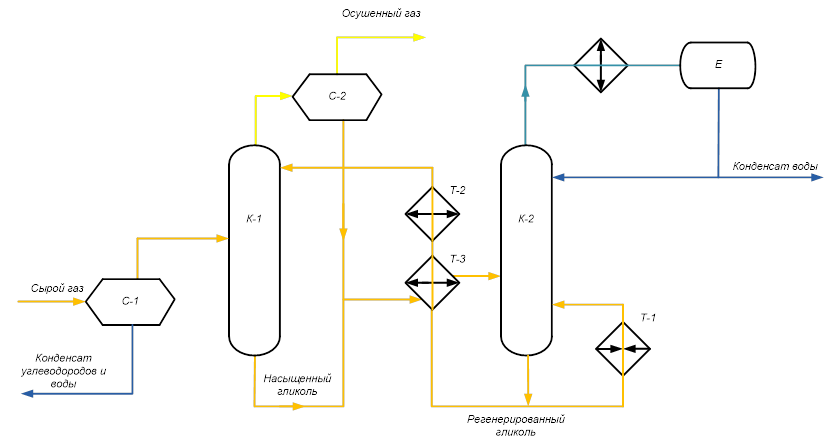 Осушенный газ
С-2
Е
Конденсат воды
Т-2
К-1
К-2
Т-3
Сырой газ
С-1
Т-1
Конденсат
углеводородов и
воды
Насыщенный
гликоль
Регенерированный
гликоль